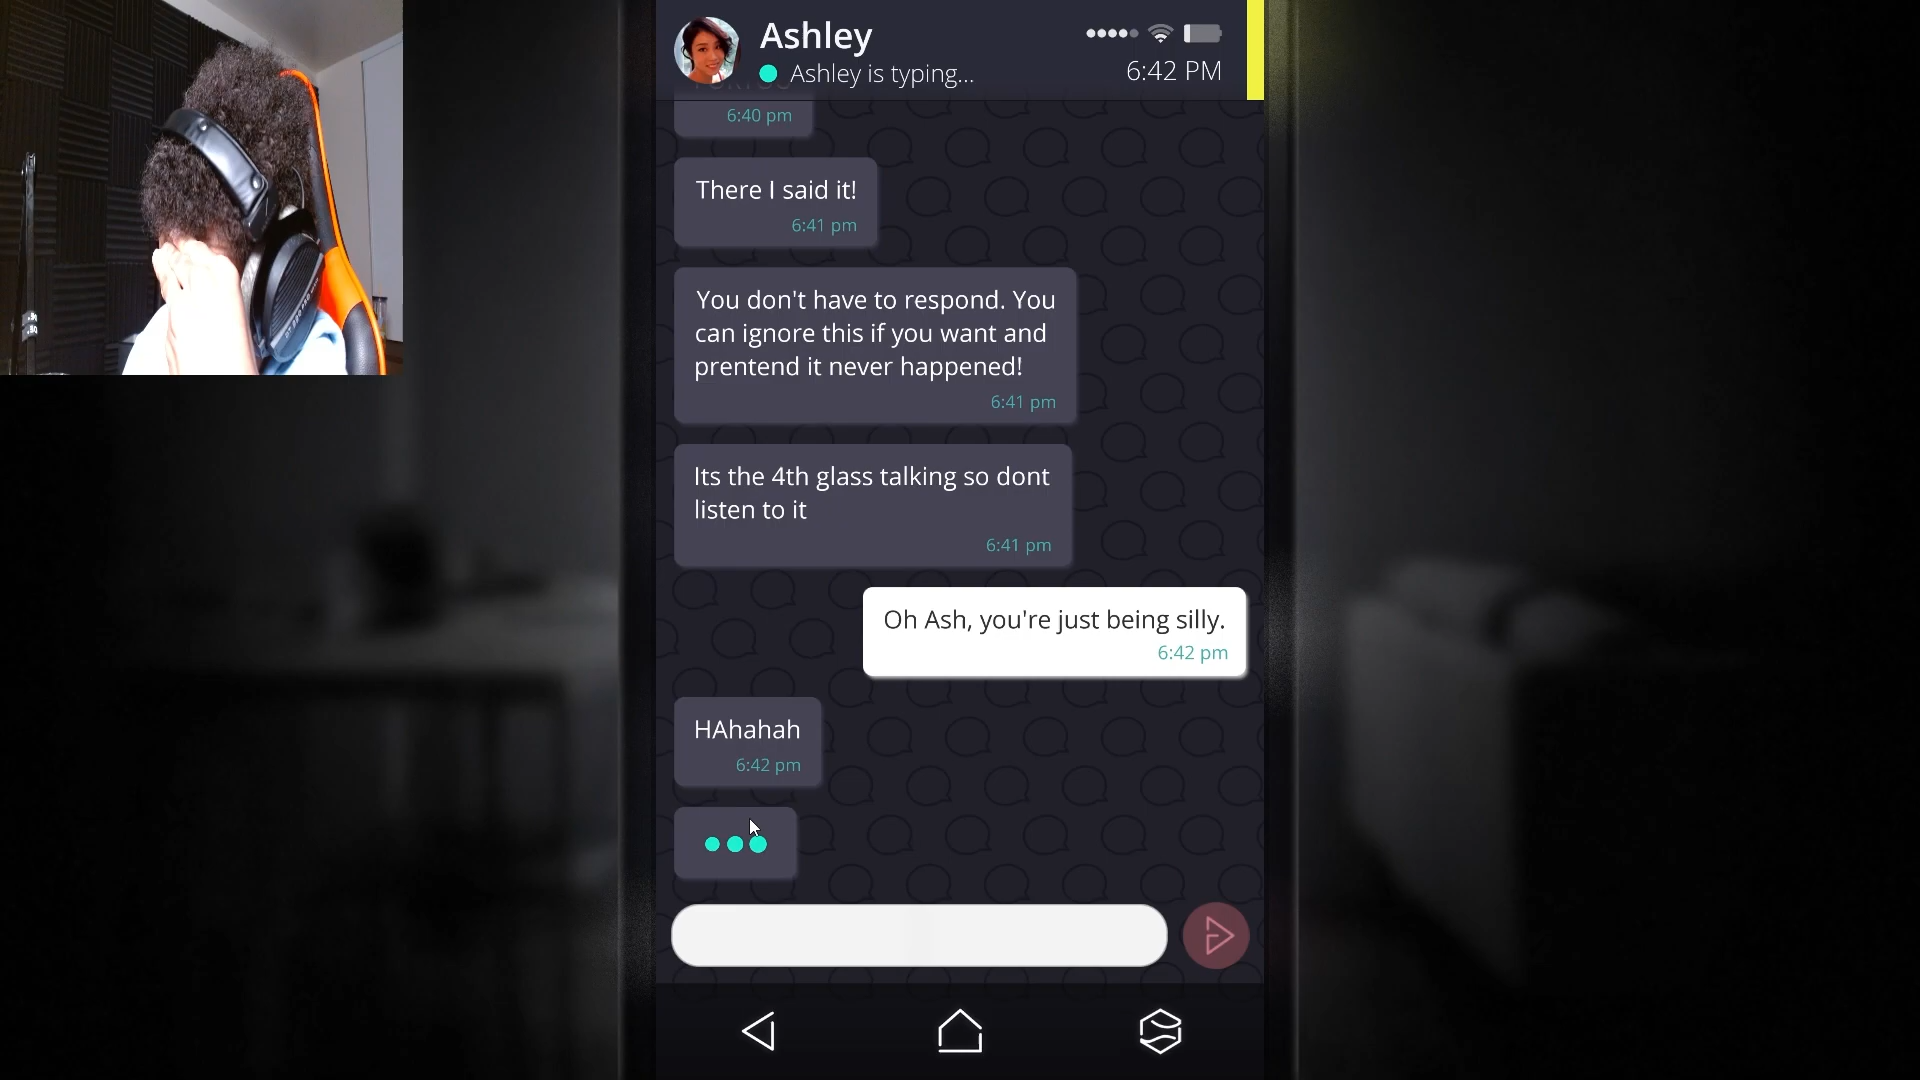 Ashley
Ashley is typing...
6:42 PM
6:40 pm
There I said it!
6:41 pm
You don't have to respond. You
can ignore this if you want and
prentend it never happened!
6:41 pm
Its the 4th glass talking so dont
listen to it
6:41 pm
Oh Ash, you're just being silly.
6:42 pm
HAhahah
6:42 pm